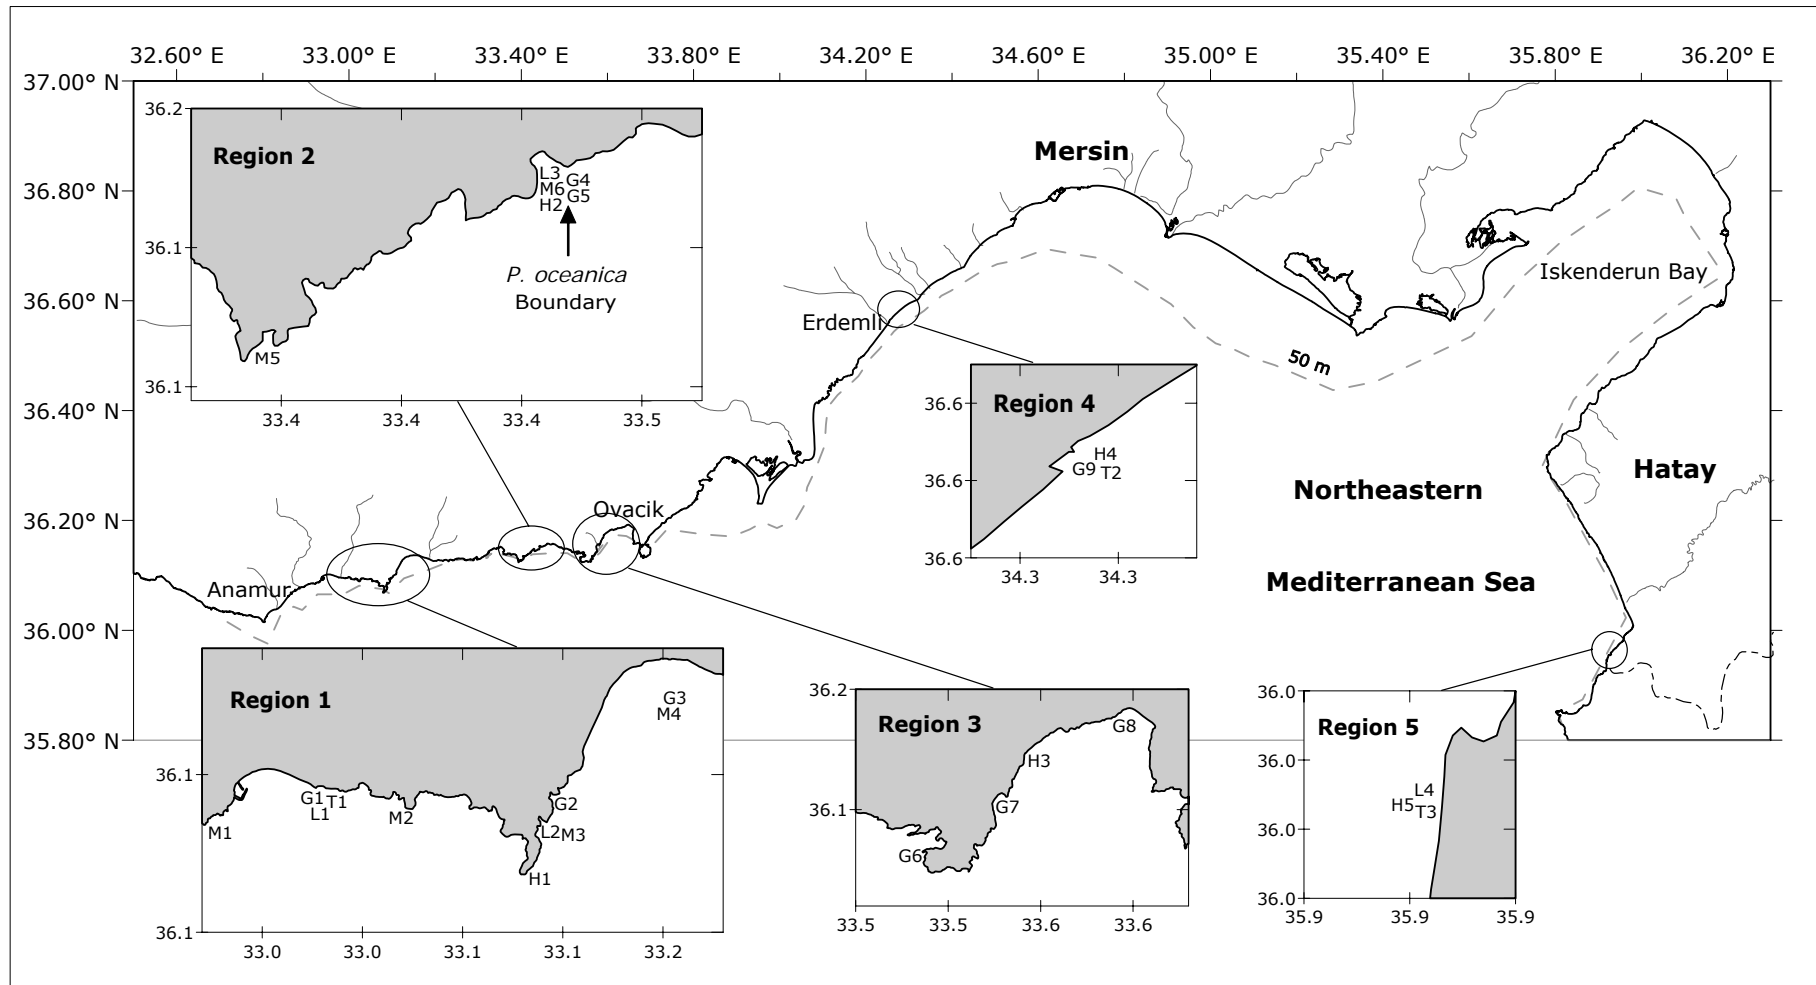 32.60° E 33.00° E 33.40° E 33.80° E 34.20° E 34.60° E 35.00° E 35.40° E 35.80° E 36.20° E
37.00° N
36.80° N
36.60° N
36.40° N
36.20° N
36.00° N
35.80° N
36.2
36.1
36.1
Region 2
L3
M6 G4
H2 G5
P. oceanica
Boundary
M5
33.4 33.4 33.4 33.5
Mersin
Iskenderun Bay
Erdemli
50 m
36.6
36.6
36.6
Region 4
H4
G9 T2
34.3 34.3
Hatay
Northeastern
Mediterranean Sea
Ovacik
Anamur
Region 1
G3
M4
36.1
36.1
M1
G1 T1
L1
M2
G2
L2 M3
H1
33.0 33.0 33.1 33.1 33.2
36.2
36.1
Region 3
G8
H3
G7
G6
33.5 33.5 33.6 33.6
36.0
36.0
36.0
36.0
Region 5
L4
H5 T3
35.9 35.9 35.9